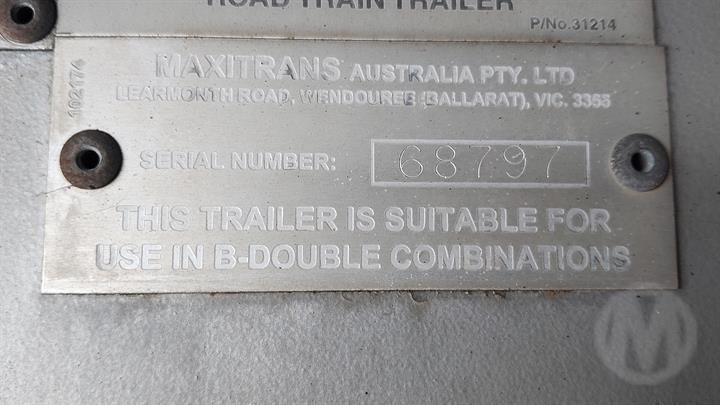 ROAD TRAIN TRAILER
P/No.31214
MAXITRANS AUSTRALIA PTY. LTD
LEARMONTH ROAD, WENDOUREE (BALLARAT), VIC. 3355
102174
SERIAL NUMBER: 68797
THIS TRAILER IS SUITABLE FOR
USE IN B-DOUBLE COMBINATIONS
M